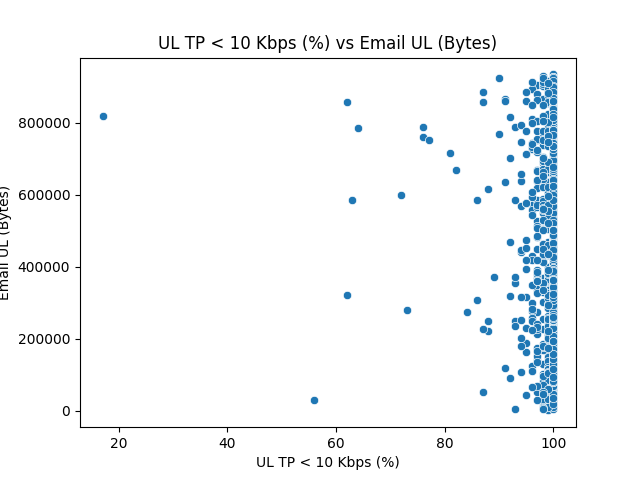 UL TP < 10 Kbps (%) vs Email UL (Bytes)
800000
600000
400000
200000
0
Email UL (Bytes)
20 40 60 80 100
UL TP < 10 Kbps (%)